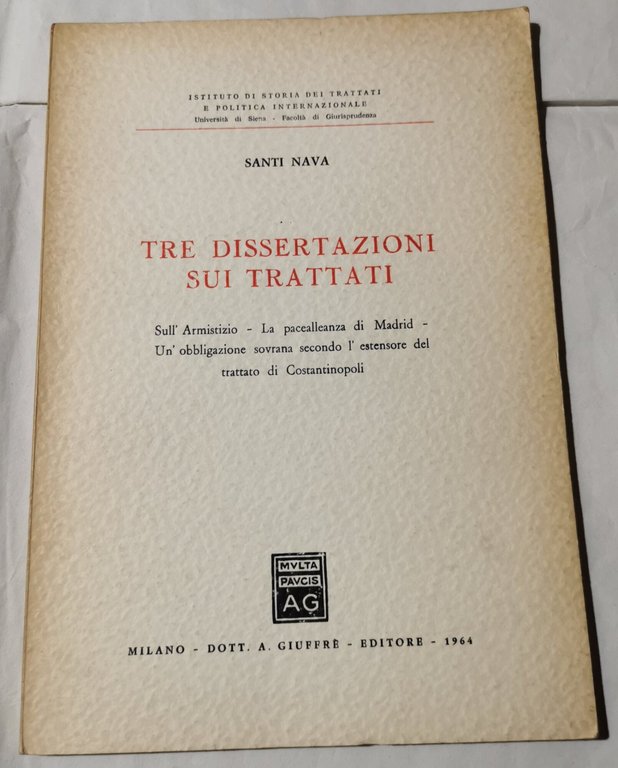 ISTITUTO DI STORIA DEI TRATTATI
E POLITICA INTERNAZIONALE
Università di Siena - Facoltà di Giurisprudenza
SANTI NAVA
TRE DISSERTAZIONI
SUI TRATTATI
Sull' Armistizio - La pacealleanza di Madrid -
Un' obbligazione sovrana secondo l' estensore del
trattato di Costantinopoli
MVLTA
PAVCIS
AG
MILANO - DOTT. A. GIUFFRÈ - EDITORE - 1964